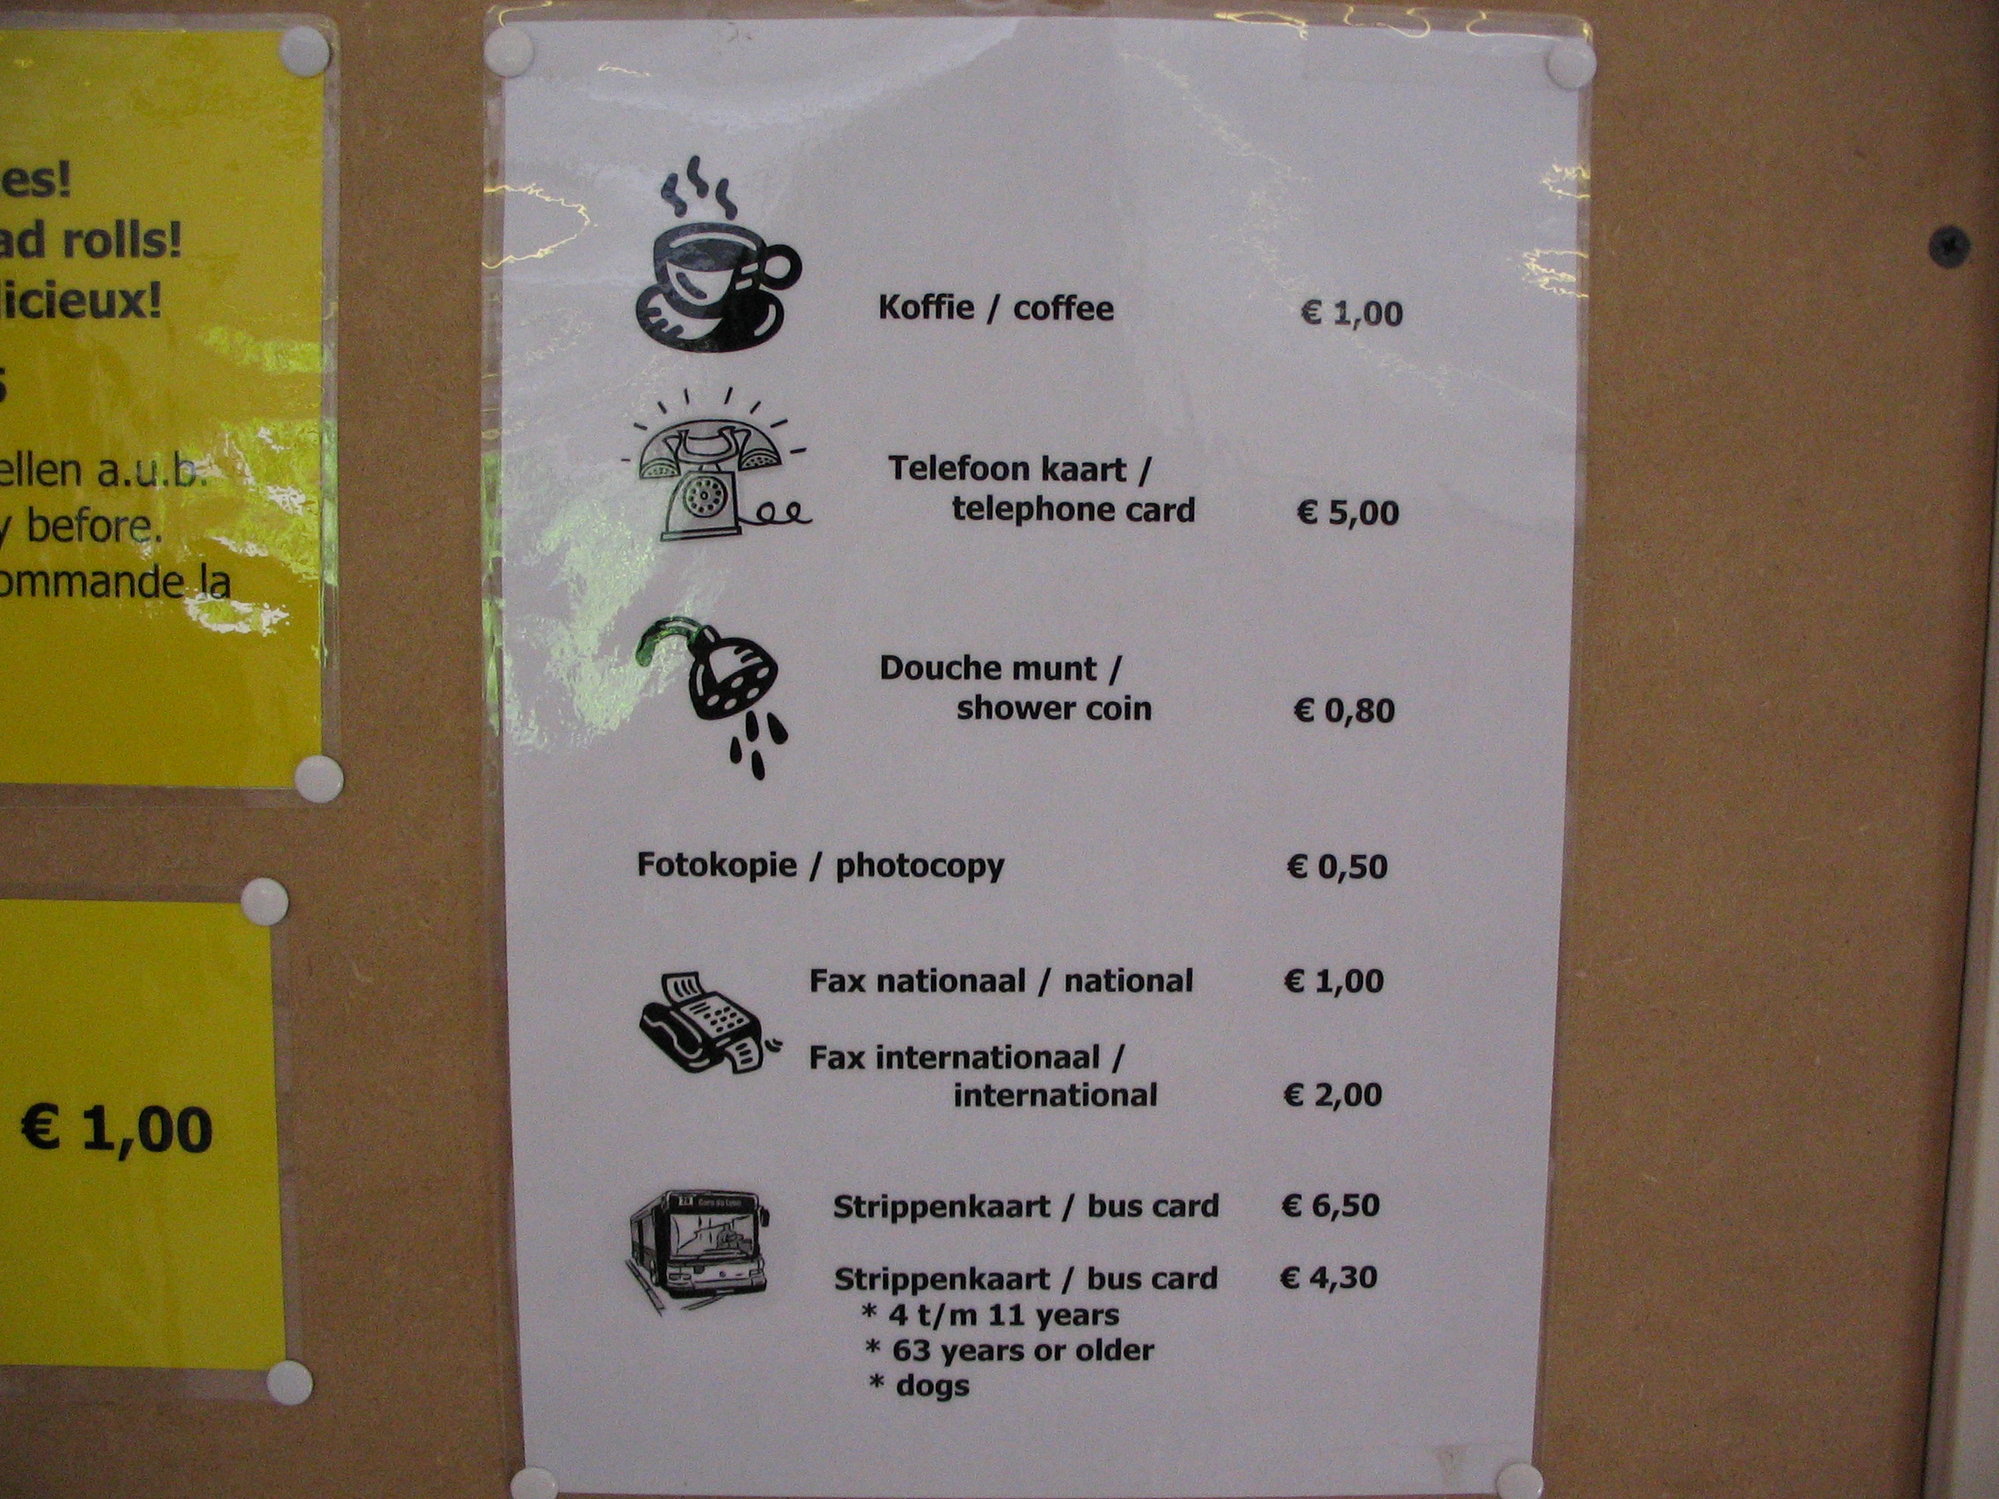 es!
ad rolls!
licieux!
ellen a.u.b.
y before.
ommande la
€ 1,00
Koffie / coffee € 1,00
Telefoon kaart /
telephone card € 5,00
Douche munt /
shower coin € 0,80
Fotokopie / photocopy € 0,50
Fax nationaal / national € 1,00
Fax internationaal /
international € 2,00
Strippenkaart / bus card € 6,50
Strippenkaart / bus card € 4,30
* 4 t/m 11 years
* 63 years or older
* dogs